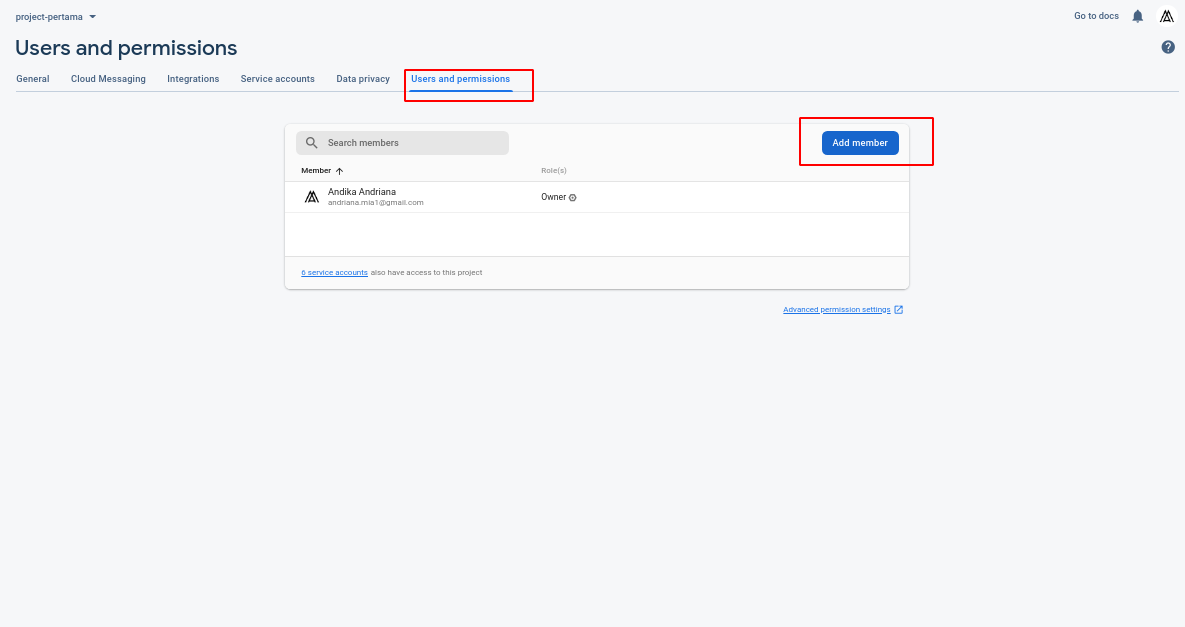 project-pertama
Go to docs
Users and permissions
General Cloud Messaging Integrations Service accounts Data privacy Users and permissions
Search members
Add member
Member Role(s)
Andika Andriana
andriana.mia1@gmail.com
Owner
6 service accounts also have access to this project
Advanced permission settings